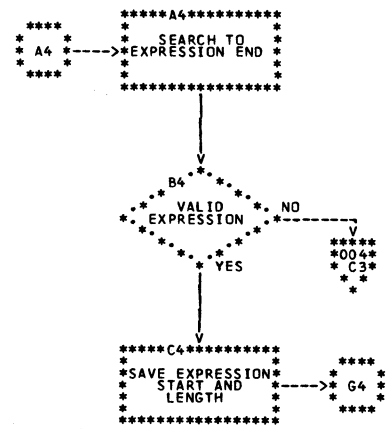 A4
A4
SEARCH TO
EXPRESSION END
B4
VALID
EXPRESSION
NO
004
C3
YES
C4
SAVE EXPRESSION
START AND
LENGTH
G4